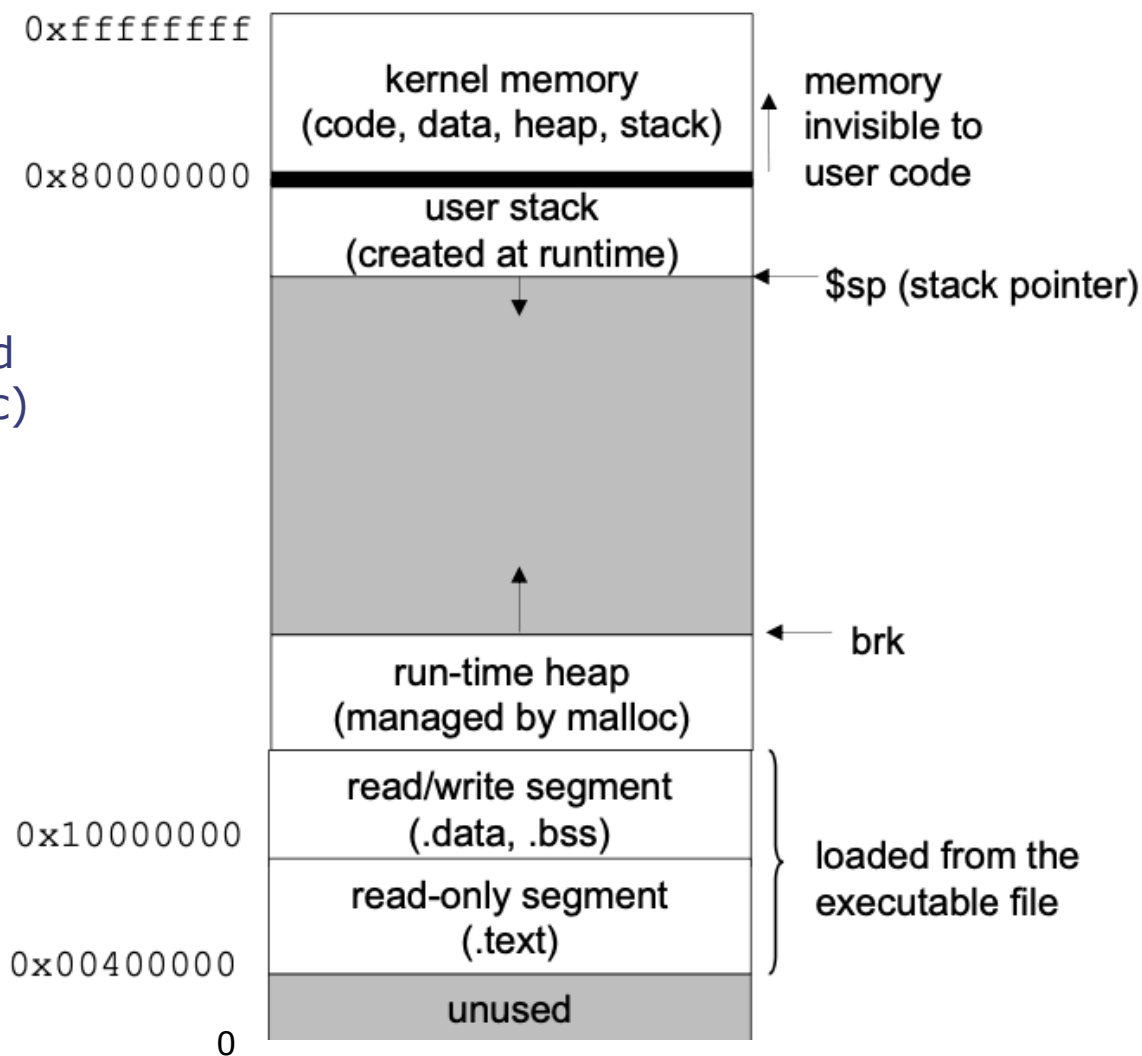 0xffffffff
kernel memory
(code, data, heap, stack)
memory
invisible to
user code
0x80000000
user stack
(created at runtime)
$sp (stack pointer)
d
c)
brk
run-time heap
(managed by malloc)
read/write segment
(.data, .bss)
0x10000000
loaded from the
executable file
read-only segment
(.text)
0x00400000
unused
0